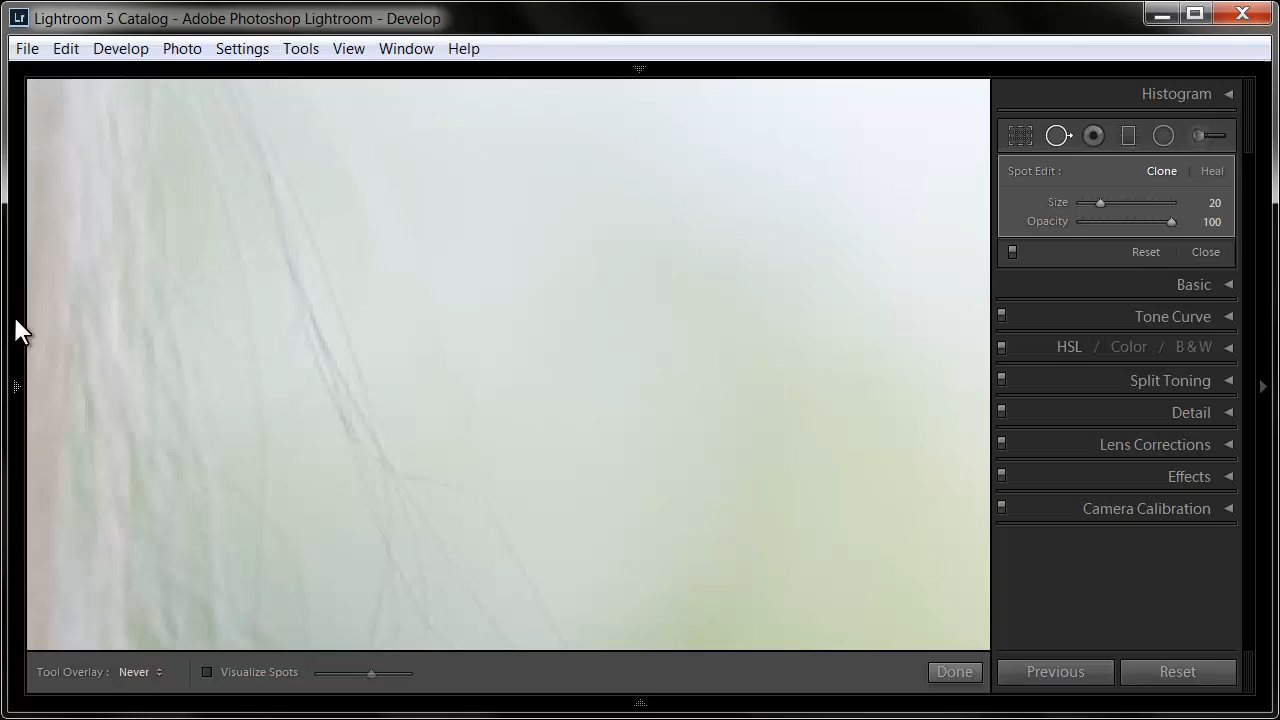 Lr Lightroom 5 Catalog - Adobe Photoshop Lightroom - Develop
File Edit Develop Photo Settings Tools View Window Help
Histogram
Spot Edit : Clone | Heal
Size 20
Opacity 100
Reset Close
Basic
Tone Curve
HSL / Color / B & W
Split Toning
Detail
Lens Corrections
Effects
Camera Calibration
Tool Overlay : Never Visualize Spots Done Previous Reset